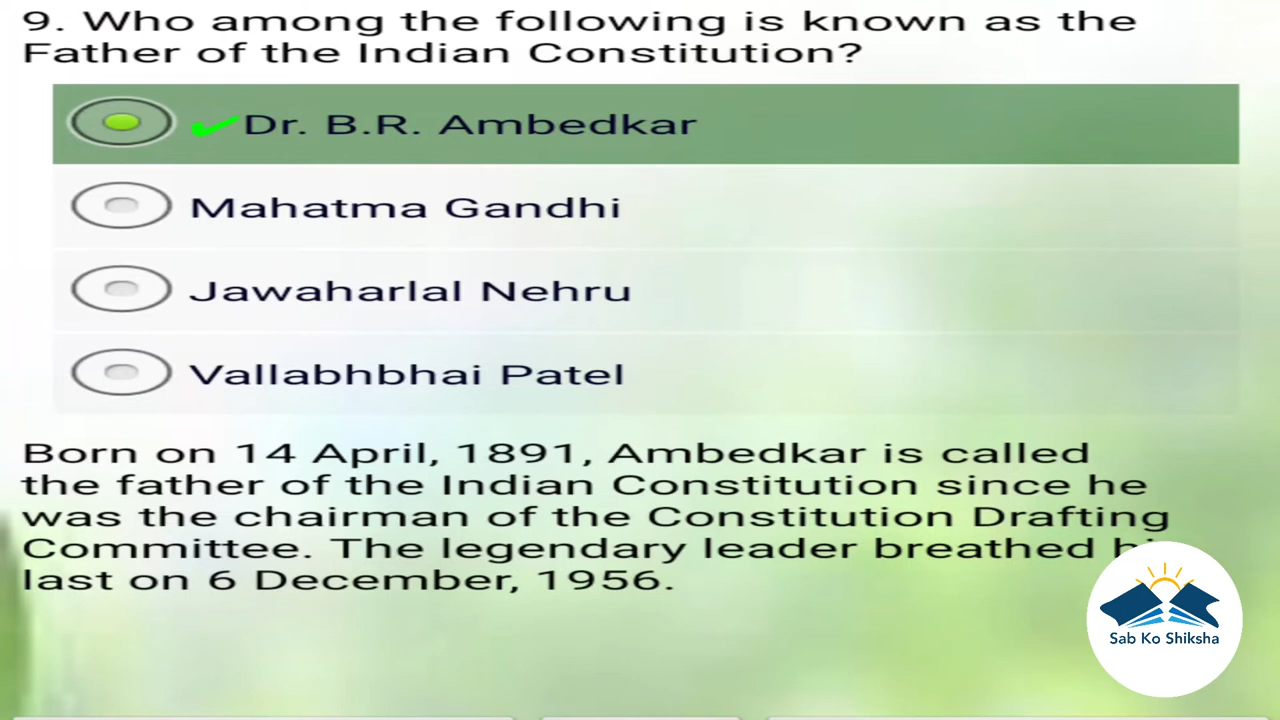 9. Who among the following is known as the
Father of the Indian Constitution?
✔Dr. B.R. Ambedkar
Mahatma Gandhi
Jawaharlal Nehru
Vallabhbhai Patel
Born on 14 April, 1891, Ambedkar is called
the father of the Indian Constitution since he
was the chairman of the Constitution Drafting
Committee. The legendary leader breathed
last on 6 December, 1956.
Sab Ko Shiksha